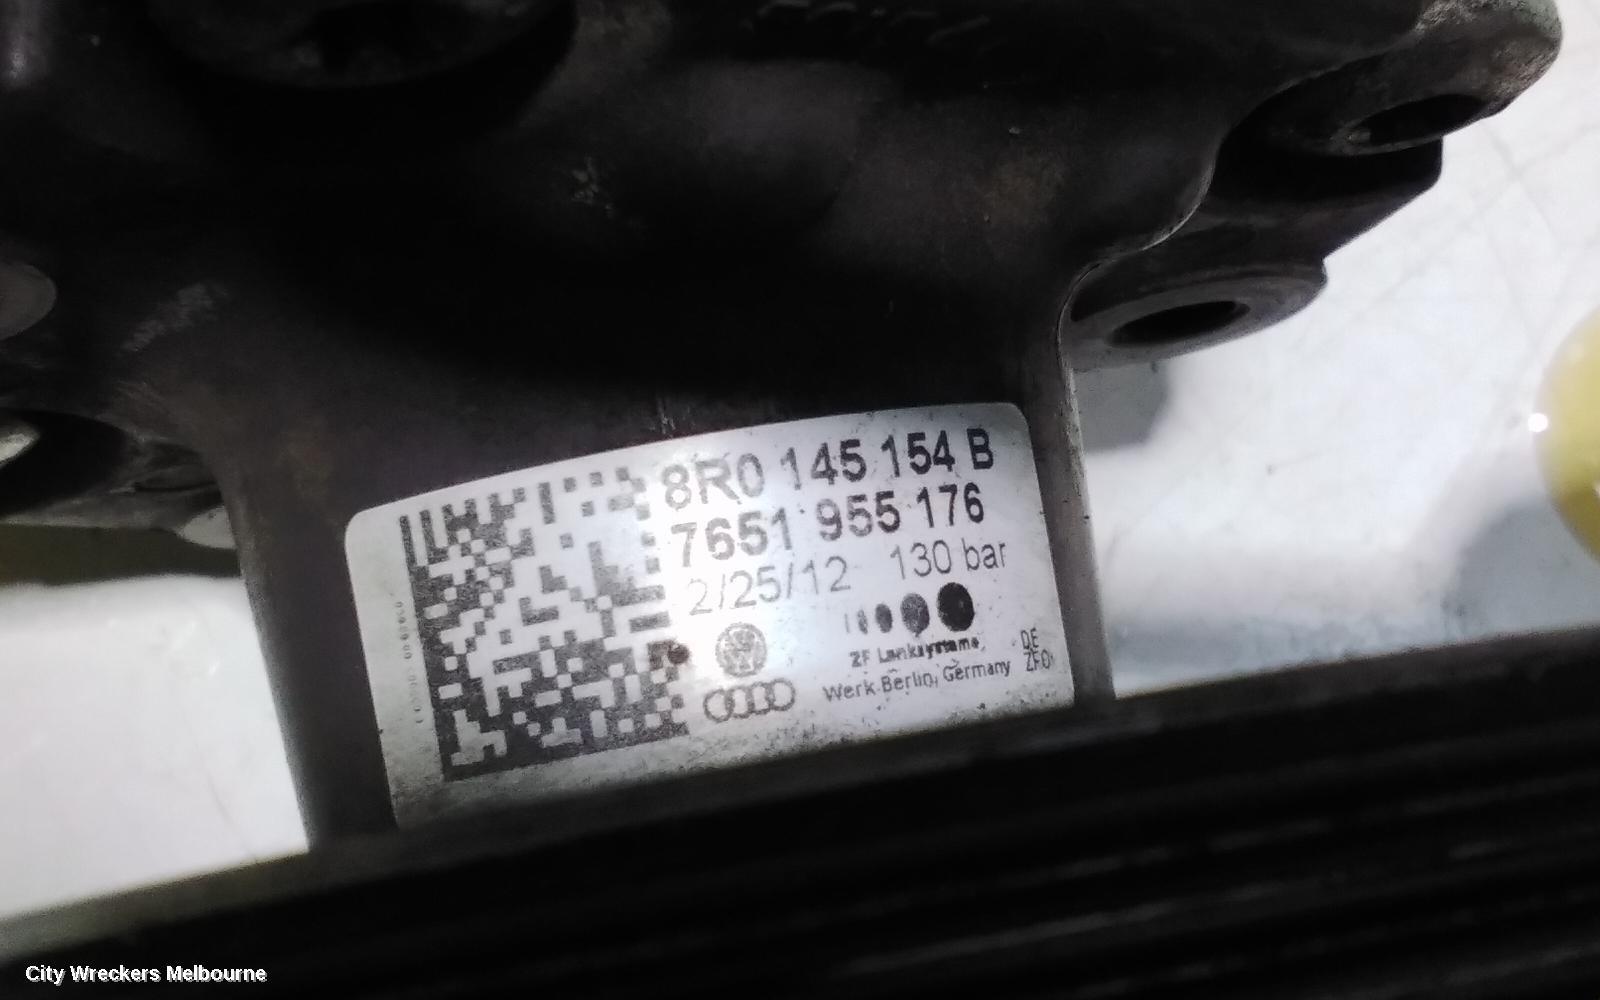 8R0 145 154 B
7651 955 176
2/25/12 130 bar
ZF Lenksysteme
Werk Berlin, Germany
DE
City Wreckers Melbourne